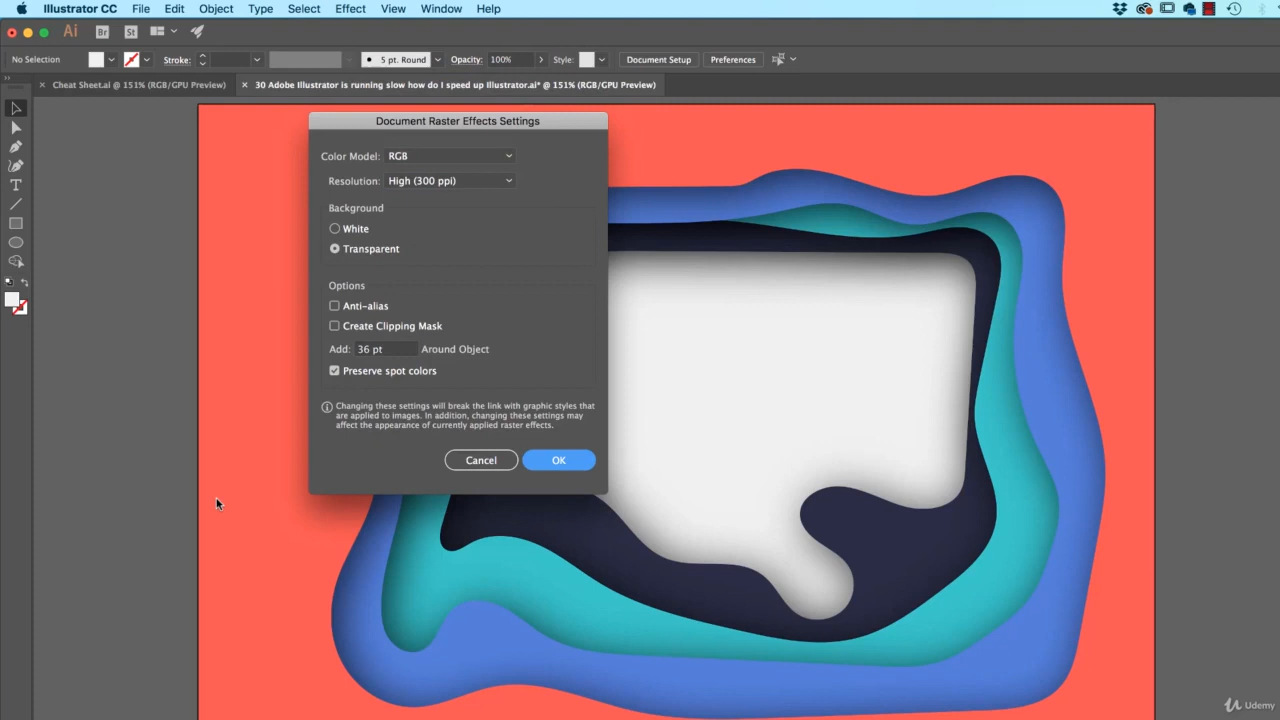 Illustrator CC File Edit Object Type Select Effect View Window Help
Ai Br St
No Selection Stroke: 5 pt. Round Opacity: 100% Style: Document Setup Preferences
Cheat Sheet.ai @ 151% (RGB/GPU Preview) 30 Adobe Illustrator is running slow how do I speed up Illustrator.ai* @ 151% (RGB/GPU Preview)
Document Raster Effects Settings
Color Model: RGB
Resolution: High (300 ppi)
Background
White
Transparent
Options
Anti-alias
Create Clipping Mask
Add: 36 pt Around Object
Preserve spot colors
Changing these settings will break the link with graphic styles that
are applied to images. In addition, changing these settings may
affect the appearance of currently applied raster effects.
Cancel OK
Udemy